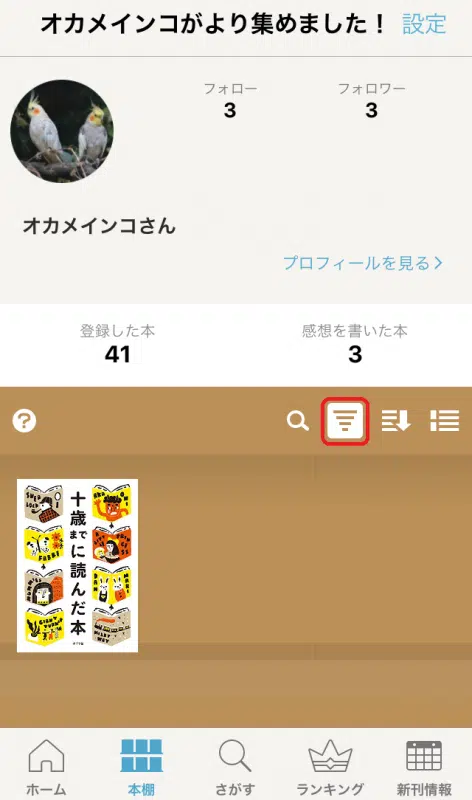 オカメインコがより集めました！ 設定
フォロー フォロワー
3 3
オカメインコさん
プロフィールを見る
登録した本 感想を書いた本
41 3
?
十歳までに読んだ本
ホーム 本棚 さがす ランキング 新刊情報